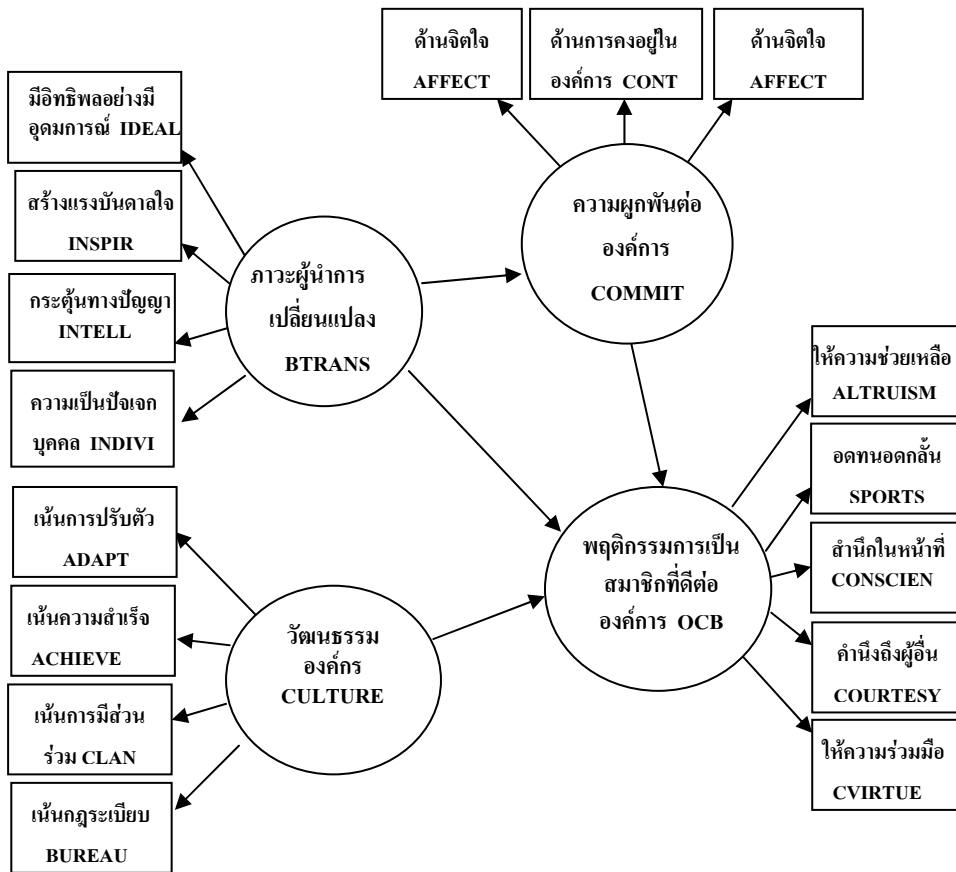 ด้านจิตใจ
AFFECT
ด้านการคงอยู่ใน
องค์การ CONT
ด้านจิตใจ
AFFECT
มีอิทธิพลอย่างมี
อุดมการณ์ IDEAL
สร้างแรงบันดาลใจ
INSPIR
กระตุ้นทางปัญญา
INTELL
ความเป็นปัจเจก
บุคคล INDIVI
ภาวะผู้นำการ
เปลี่ยนแปลง
BTRANS
ความผูกพันต่อ
องค์การ
COMMIT
เน้นการปรับตัว
ADAPT
เน้นความสำเร็จ
ACHIEVE
เน้นการมีส่วน
ร่วม CLAN
เน้นกฎระเบียบ
BUREAU
วัฒนธรรม
องค์กร
CULTURE
พฤติกรรมการเป็น
สมาชิกที่ดีต่อ
องค์การ OCB
ให้ความช่วยเหลือ
ALTRUISM
อดทนอดกลั้น
SPORTS
สำนึกในหน้าที่
CONSCIEN
คำนึงถึงผู้อื่น
COURTESY
ให้ความร่วมมือ
CVIRTUE